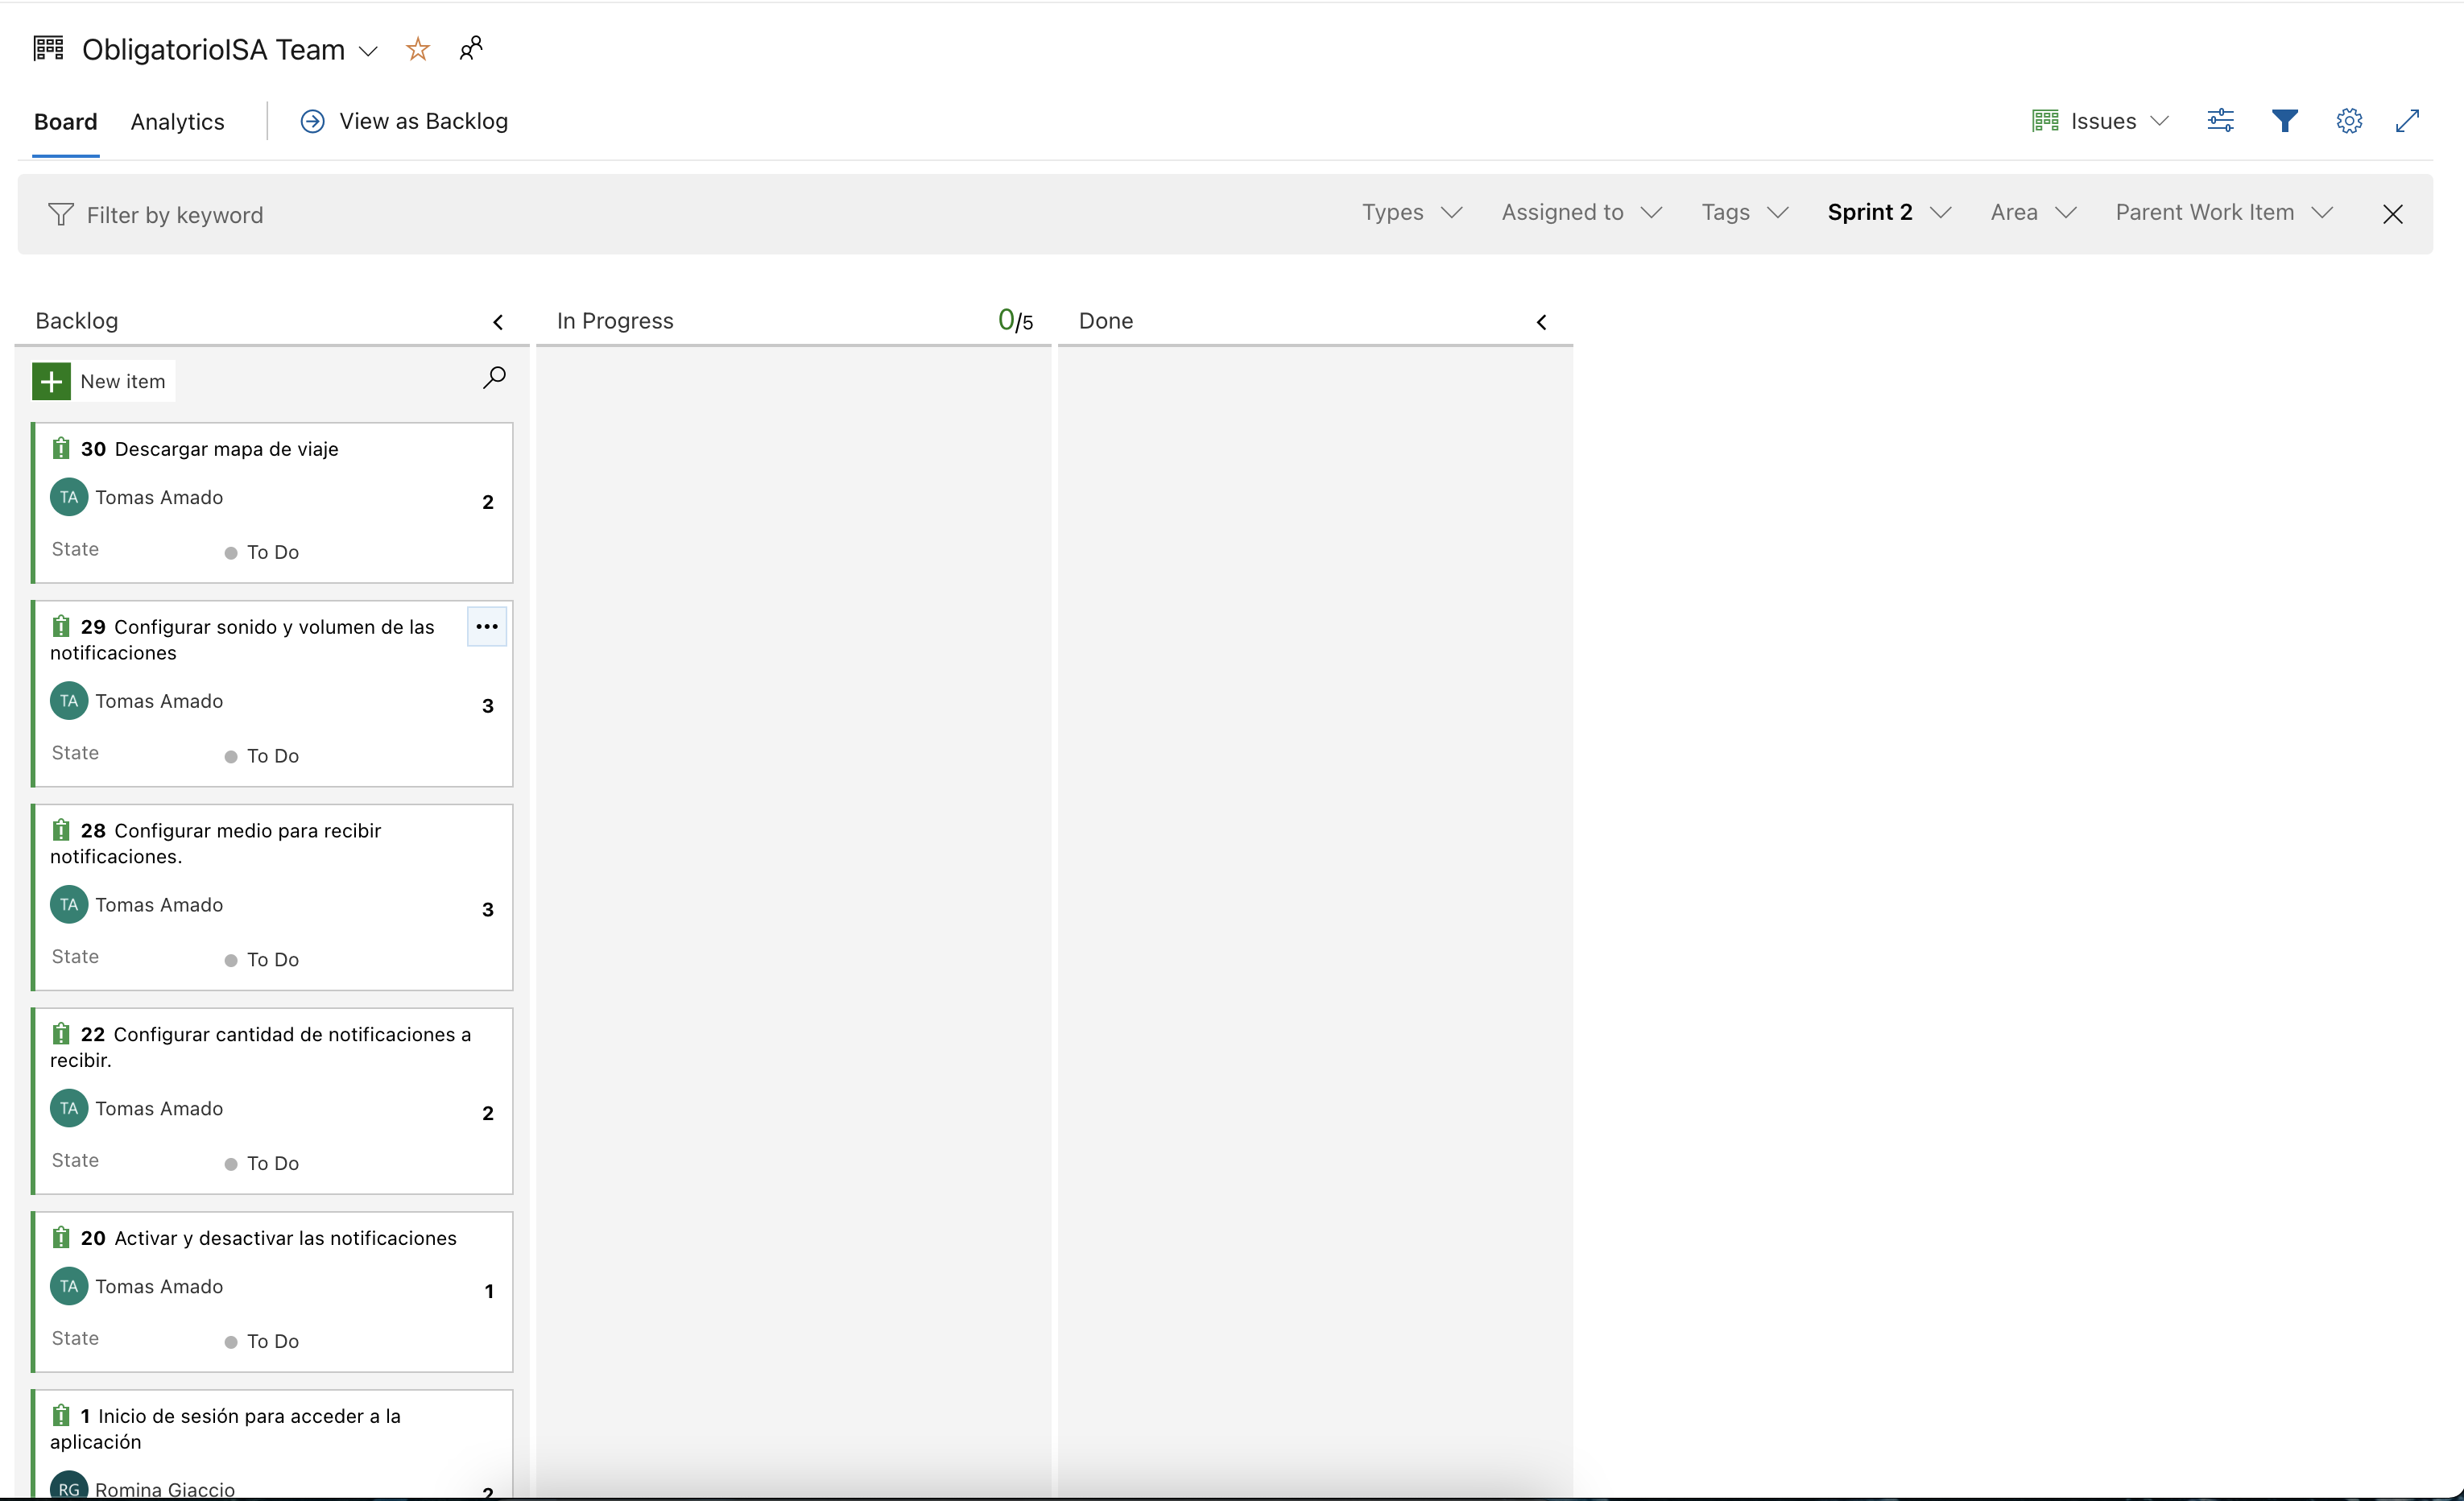 ObligatorioISA Team
Board Analytics View as Backlog Issues
Filter by keyword Types Assigned to Tags Sprint 2 Area Parent Work Item
Backlog In Progress 0/5 Done
New item
30 Descargar mapa de viaje
TA Tomas Amado 2
State To Do
29 Configurar sonido y volumen de las
notificaciones
TA Tomas Amado 3
State To Do
28 Configurar medio para recibir
notificaciones.
TA Tomas Amado 3
State To Do
22 Configurar cantidad de notificaciones a
recibir.
TA Tomas Amado 2
State To Do
20 Activar y desactivar las notificaciones
TA Tomas Amado 1
State To Do
1 Inicio de sesión para acceder a la
aplicación
RG Romina Giaccio 2